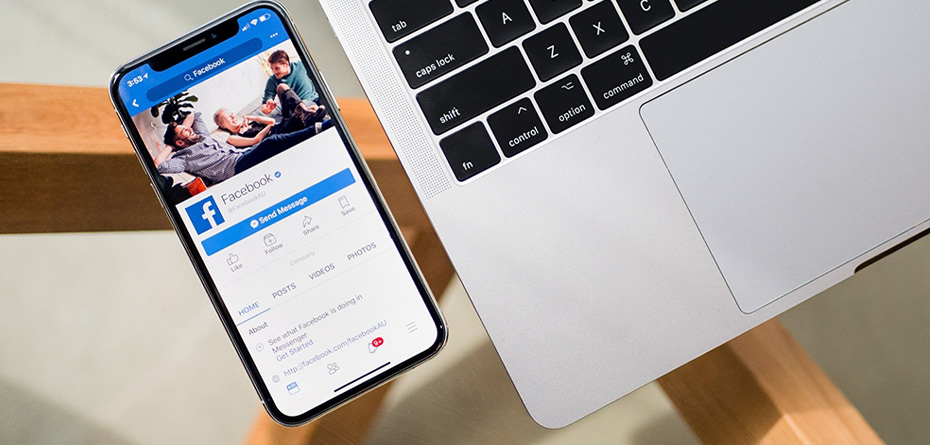 3:53
Facebook
Facebook
@FacebookAU
Send Message
Like
Follow
Share
Save
Company
HOME
POSTS
VIDEOS
PHOTOS
About
See what Facebook is doing in
Messenger
Get Started
http://facebook.com/facebookAU
9+
tab
A
caps lock
Z
X
C
shift
fn
control
option
command